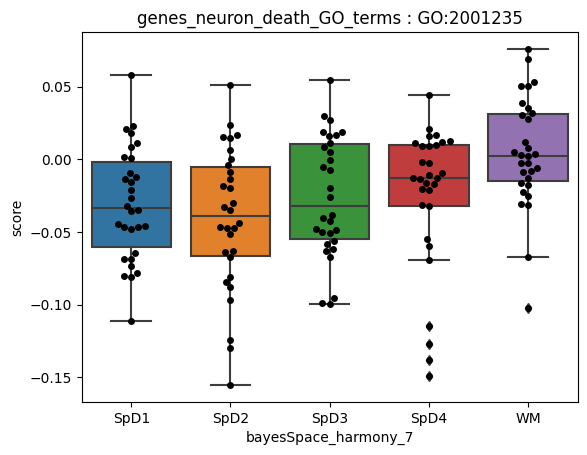 genes_neuron_death_GO_terms : GO:2001235
0.05
0.00
−0.05
−0.10
−0.15
score
SpD1 SpD2 SpD3 SpD4 WM
bayesSpace_harmony_7